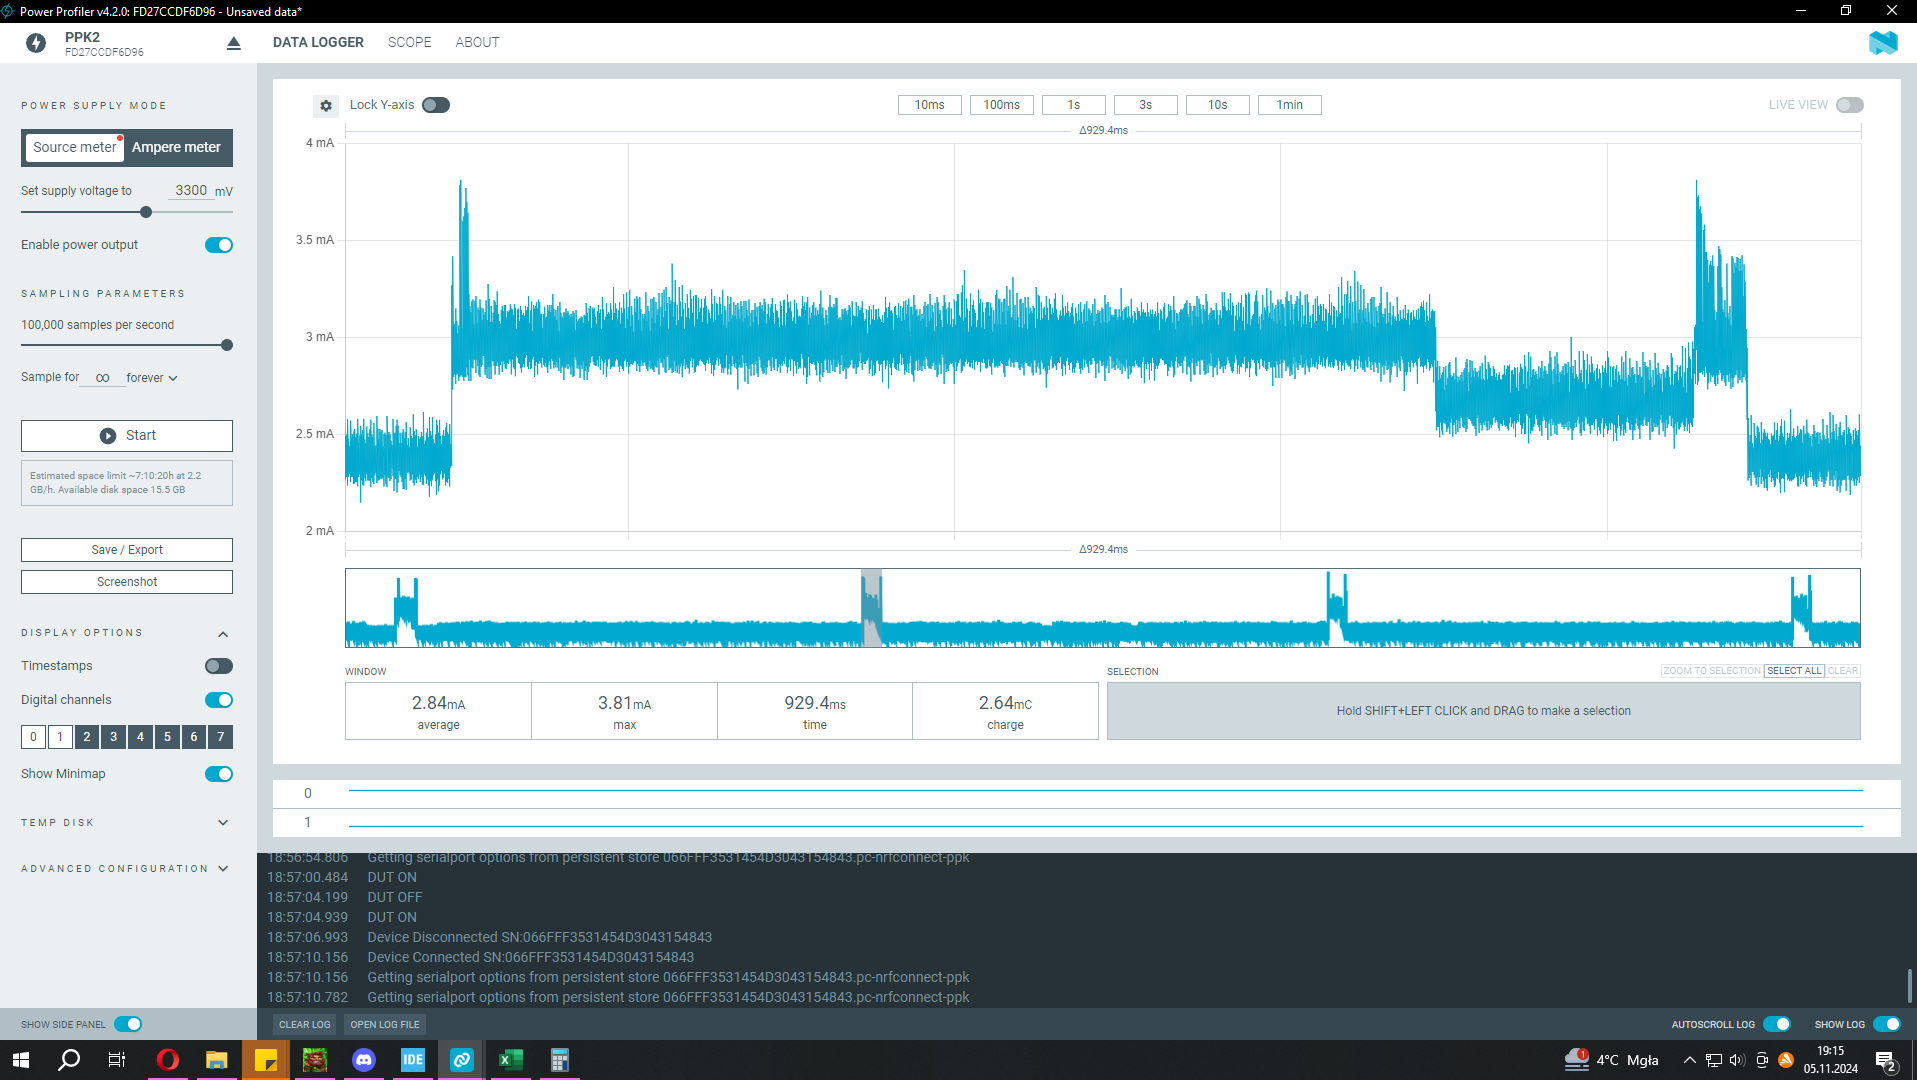 Power Profiler v4.2.0: FD27CCDF6D96 - Unsaved data*
PPK2
FD27CCDF6D96
DATA LOGGER
SCOPE
ABOUT
POWER SUPPLY MODE
Source meter
Ampere meter
Set supply voltage to 3300 mV
Enable power output
SAMPLING PARAMETERS
100,000 samples per second
Sample for ∞ forever
Start
Estimated space limit ~7:10:20h at 2.2
GB/h. Available disk space 15.5 GB
Save / Export
Screenshot
DISPLAY OPTIONS
Timestamps
Digital channels
0 1 2 3 4 5 6 7
Show Minimap
TEMP DISK
ADVANCED CONFIGURATION
SHOW SIDE PANEL
Lock Y-axis
10ms
100ms
1s
3s
10s
1min
LIVE VIEW
Δ929.4ms
4 mA
3.5 mA
3 mA
2.5 mA
2 mA
Δ929.4ms
WINDOW
2.84mA
average
3.81mA
max
929.4ms
time
2.64mC
charge
SELECTION
ZOOM TO SELECTION
SELECT ALL
CLEAR
Hold SHIFT+LEFT CLICK and DRAG to make a selection
0
1
18:56:54.806 Getting serialport options from persistent store 066FFF3531454D3043154843.pc-nrfconnect-ppk
18:57:00.484 DUT ON
18:57:04.199 DUT OFF
18:57:04.939 DUT ON
18:57:06.993 Device Disconnected SN:066FFF3531454D3043154843
18:57:10.156 Device Connected SN:066FFF3531454D3043154843
18:57:10.156 Getting serialport options from persistent store 066FFF3531454D3043154843.pc-nrfconnect-ppk
18:57:10.782 Getting serialport options from persistent store 066FFF3531454D3043154843.pc-nrfconnect-ppk
CLEAR LOG
OPEN LOG FILE
AUTOSCROLL LOG
SHOW LOG
IDE
1
4°C Mgła
19:15
05.11.2024
2